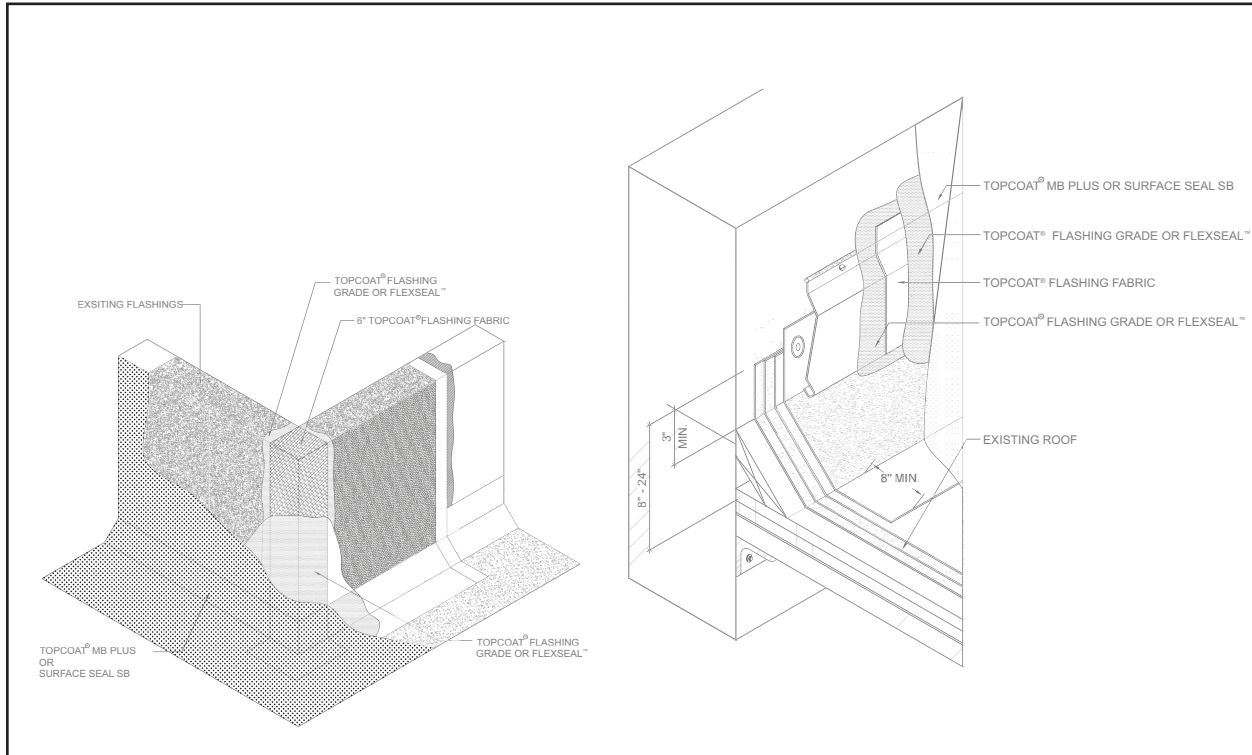 TOPCOAT® FLASHING
GRADE OR FLEXSEAL™
EXSITING FLASHINGS
6" TOPCOAT® FLASHING FABRIC
TOPCOAT® MB PLUS
OR
SURFACE SEAL SB
TOPCOAT® FLASHING
GRADE OR FLEXSEAL™
TOPCOAT® MB PLUS OR SURFACE SEAL SB
TOPCOAT® FLASHING GRADE OR FLEXSEAL™
TOPCOAT® FLASHING FABRIC
TOPCOAT® FLASHING GRADE OR FLEXSEAL™
EXISTING ROOF
3"
MIN.
8" - 24"
8" MIN.